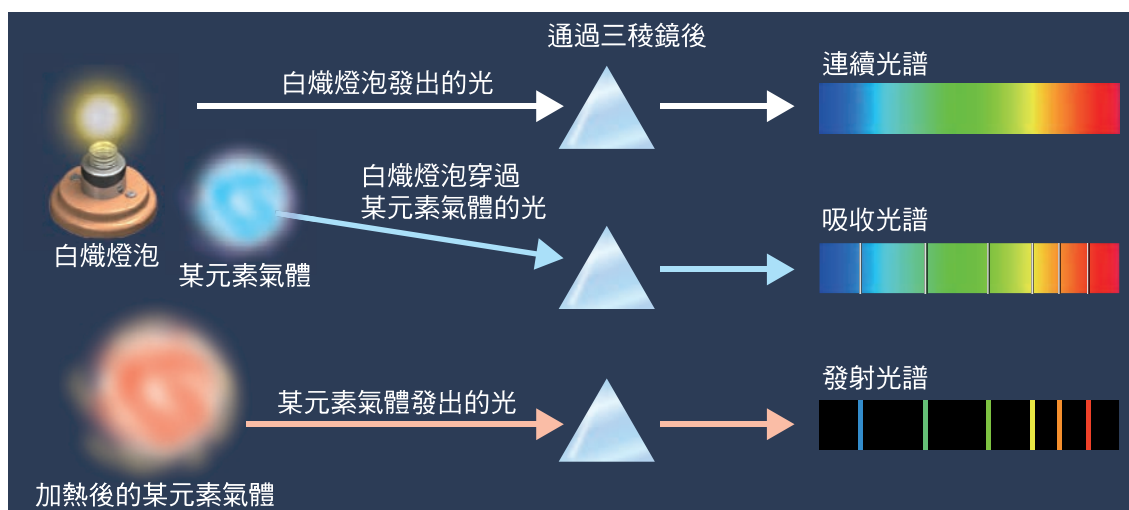 通過三稜鏡後
白熾燈泡發出的光
連續光譜
白熾燈泡穿過
某元素氣體的光
吸收光譜
白熾燈泡
某元素氣體
發射光譜
某元素氣體發出的光
加熱後的某元素氣體